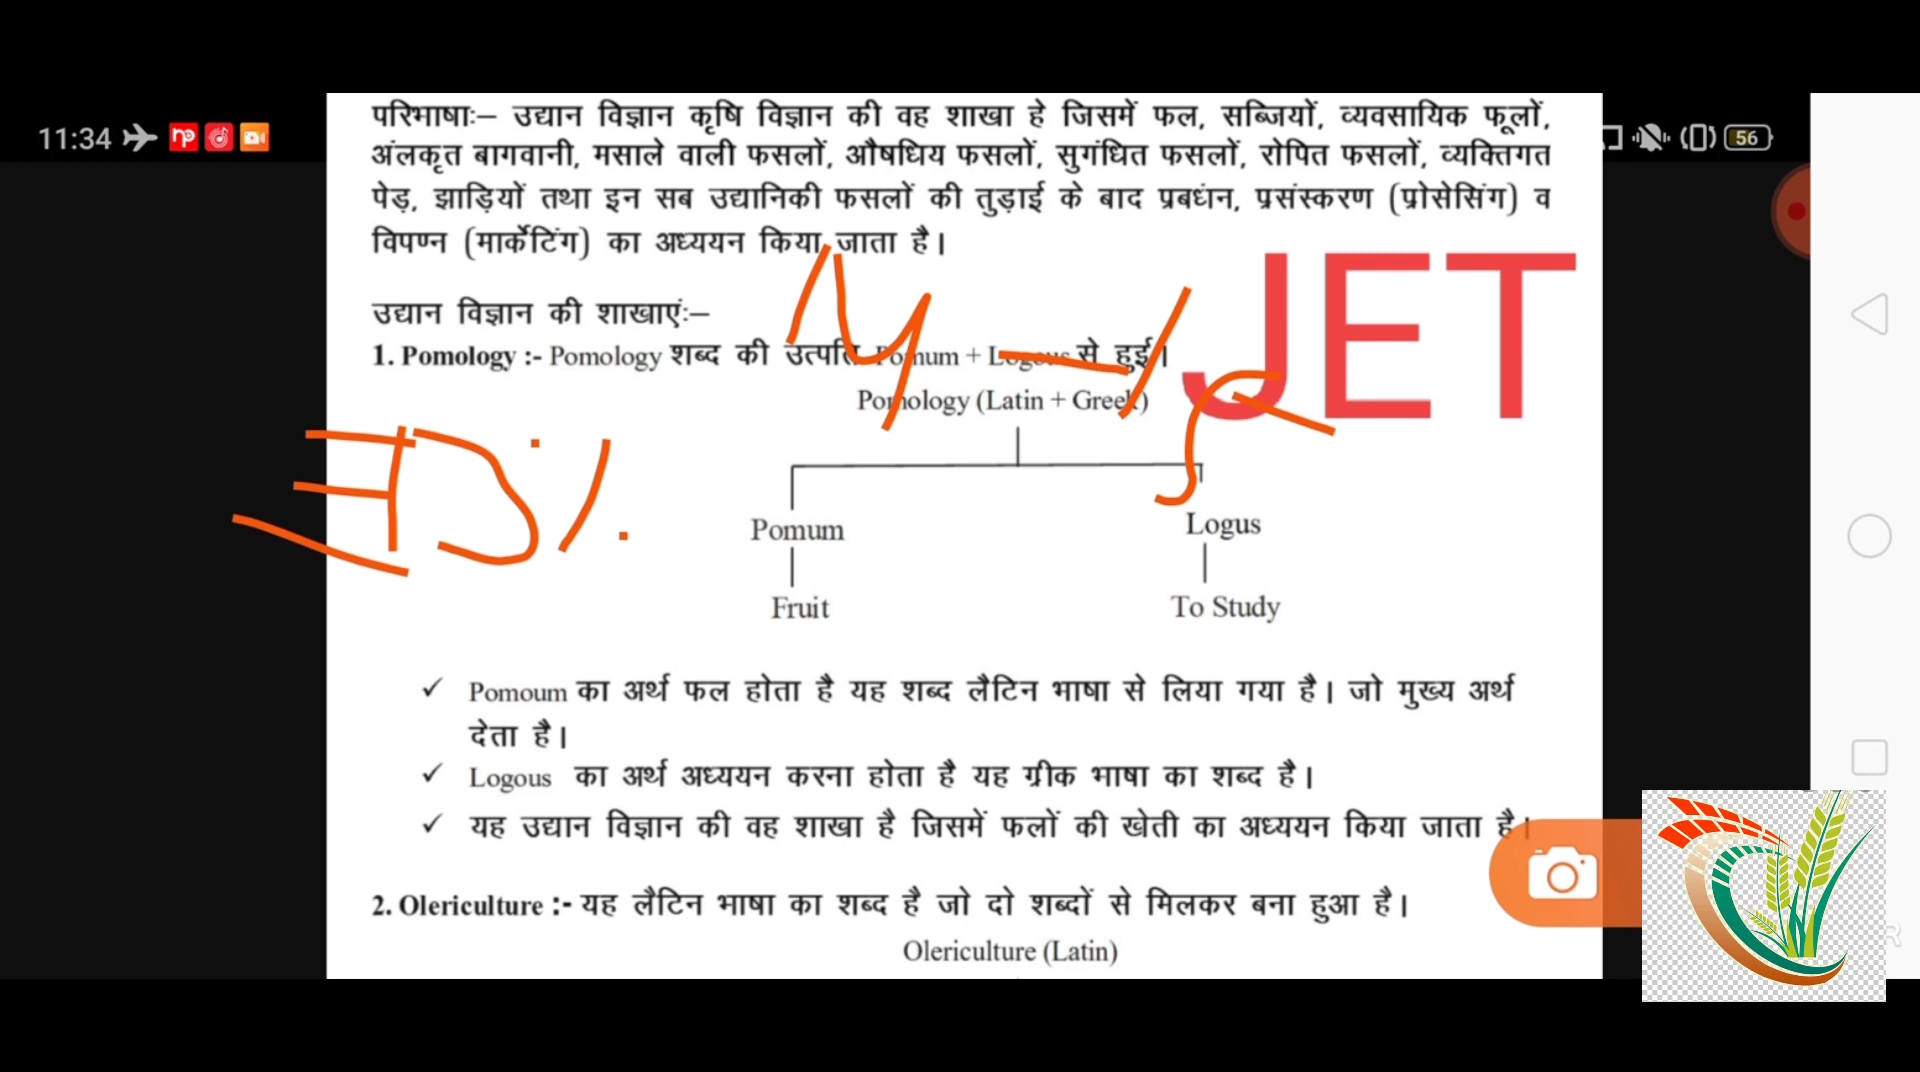 11:34
56
परिभाषाः– उद्यान विज्ञान कृषि विज्ञान की वह शाखा हे जिसमें फल, सब्जियों, व्यवसायिक फूलों,
अंलकृत बागवानी, मसाले वाली फसलों, औषधिय फसलों, सुगंधित फसलों, रोपित फसलों, व्यक्तिगत
पेड़, झाड़ियों तथा इन सब उद्यानिकी फसलों की तुड़ाई के बाद प्रबधंन, प्रसंस्करण (प्रोसेसिंग) व
विपणन (मार्केटिंग) का अध्ययन किया जाता है।
JET
उद्यान विज्ञान की शाखाएंः–
1. Pomology :- Pomology शब्द की उत्पति Pomum + Logous से हुई।
Pomology (Latin + Greek)
Pomum
Logus
Fruit
To Study
✓ Pomoum का अर्थ फल होता है यह शब्द लैटिन भाषा से लिया गया है। जो मुख्य अर्थ
देता है।
✓ Logous का अर्थ अध्ययन करना होता है यह ग्रीक भाषा का शब्द है।
✓ यह उद्यान विज्ञान की वह शाखा है जिसमें फलों की खेती का अध्ययन किया जाता है।
2. Olericulture :- यह लैटिन भाषा का शब्द है जो दो शब्दों से मिलकर बना हुआ है।
Olericulture (Latin)